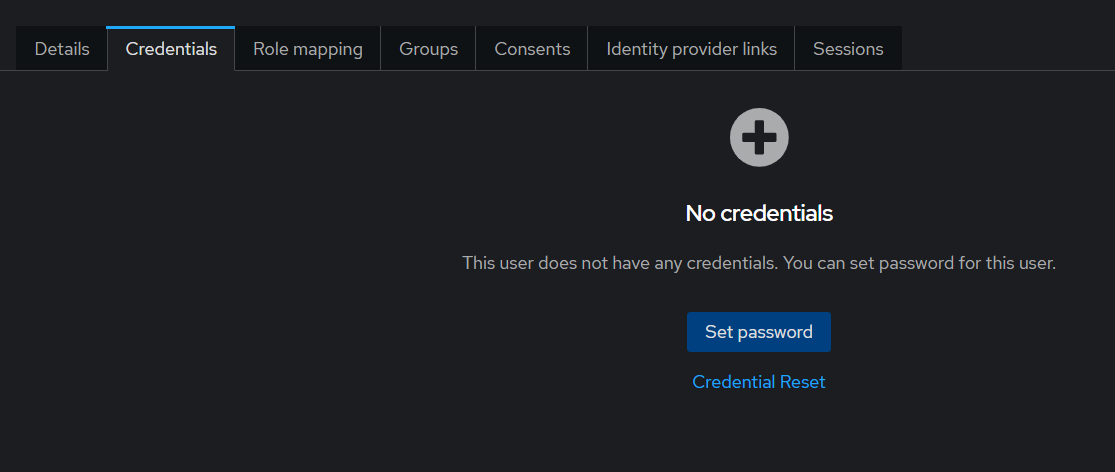 Details Credentials Role mapping Groups Consents Identity provider links Sessions
No credentials
This user does not have any credentials. You can set password for this user.
Set password
Credential Reset